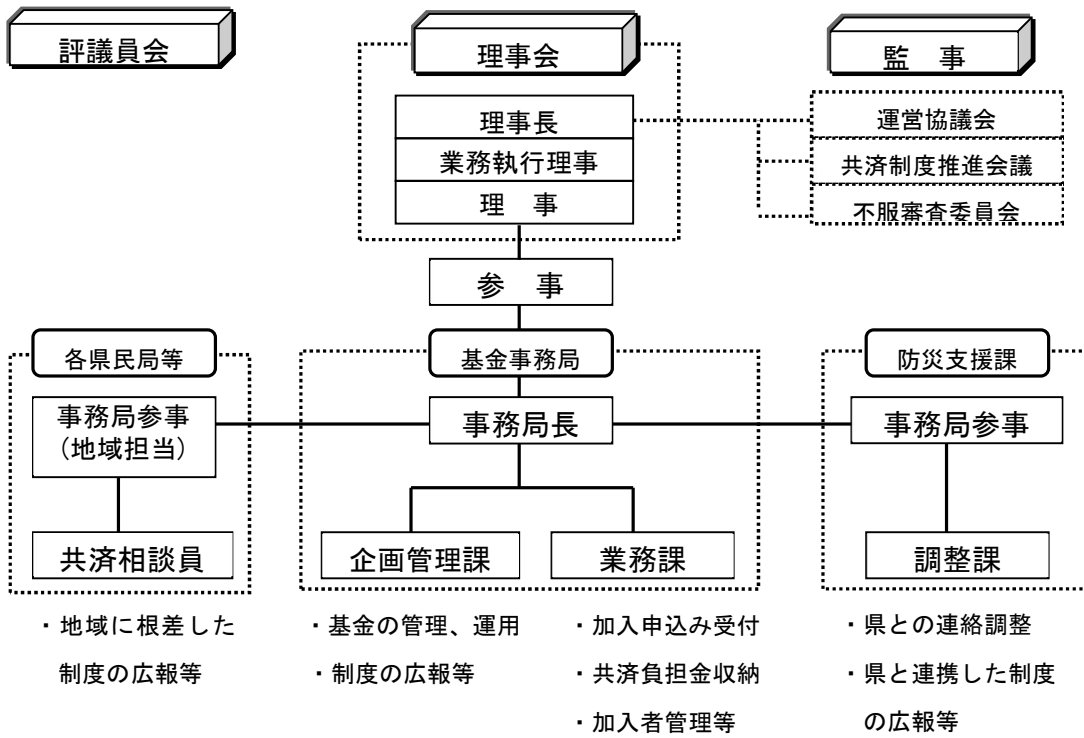 評議員会
理事会
監　事
理事長
業務執行理事
理　事
運営協議会
共済制度推進会議
不服審査委員会
参　事
各県民局等
基金事務局
防災支援課
事務局参事
（地域担当）
事務局長
事務局参事
共済相談員
企画管理課
業務課
調整課
・地域に根差した
制度の広報等
・基金の管理、運用
・制度の広報等
・加入申込み受付
・共済負担金収納
・加入者管理等
・県との連絡調整
・県と連携した制度
の広報等